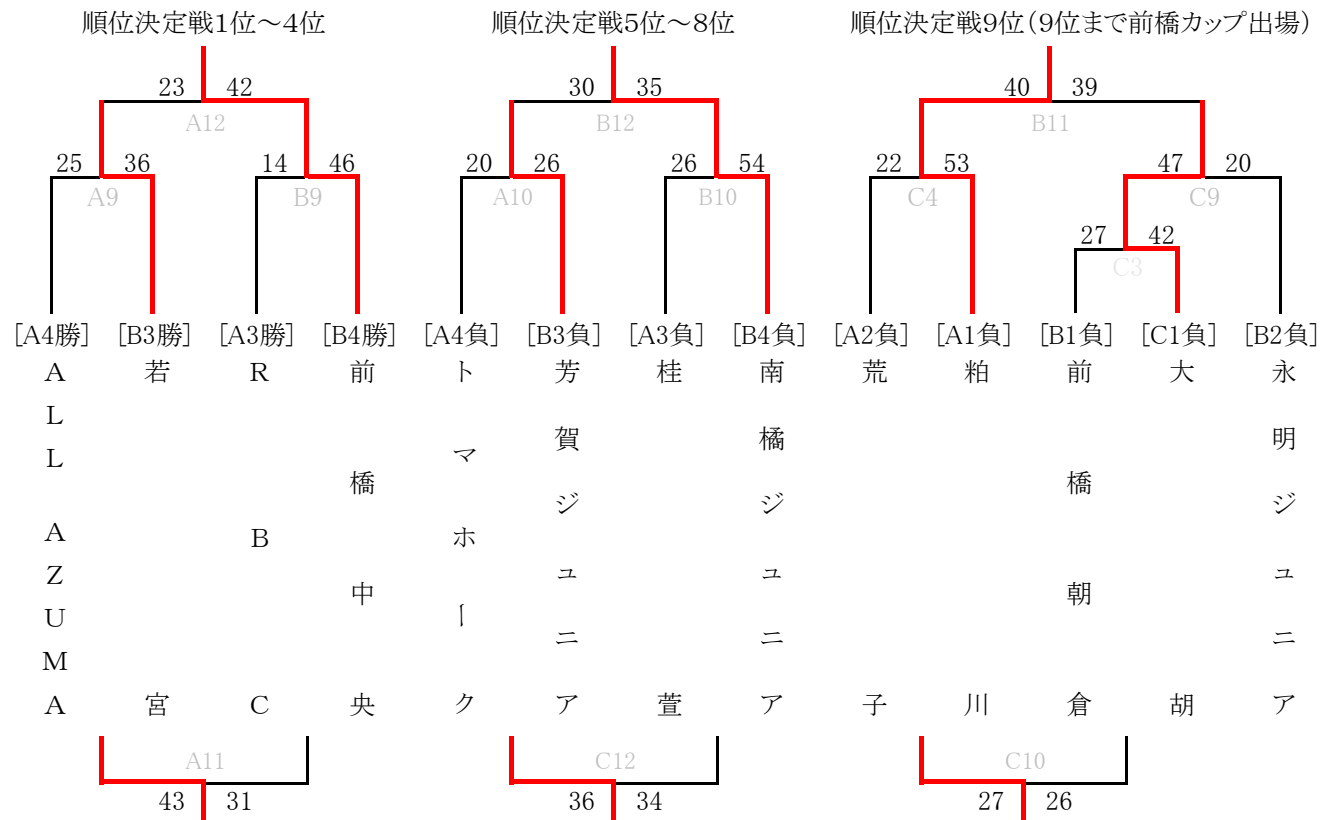 順位決定戦1位～4位
順位決定戦5位～8位
順位決定戦9位（9位まで前橋カップ出場）
23 42
30 35
40 39
A12
B12
B11
25 36
14 46
20 26
26 54
22 53
47 20
A9
B9
A10
B10
C4
C9
27 42
C3
[A4勝]
[B3勝]
[A3勝]
[B4勝]
[A4負]
[B3負]
[A3負]
[B4負]
[A2負]
[A1負]
[B1負]
[C1負]
[B2負]
ALL AZUMA
若宮
RBC
前橋中央
トマホーク
芳賀ジュニア
桂萱
南橘ジュニア
荒子
粕川
前橋朝倉
大胡
永明ジュニア
A11
C12
C10
43 31
36 34
27 26